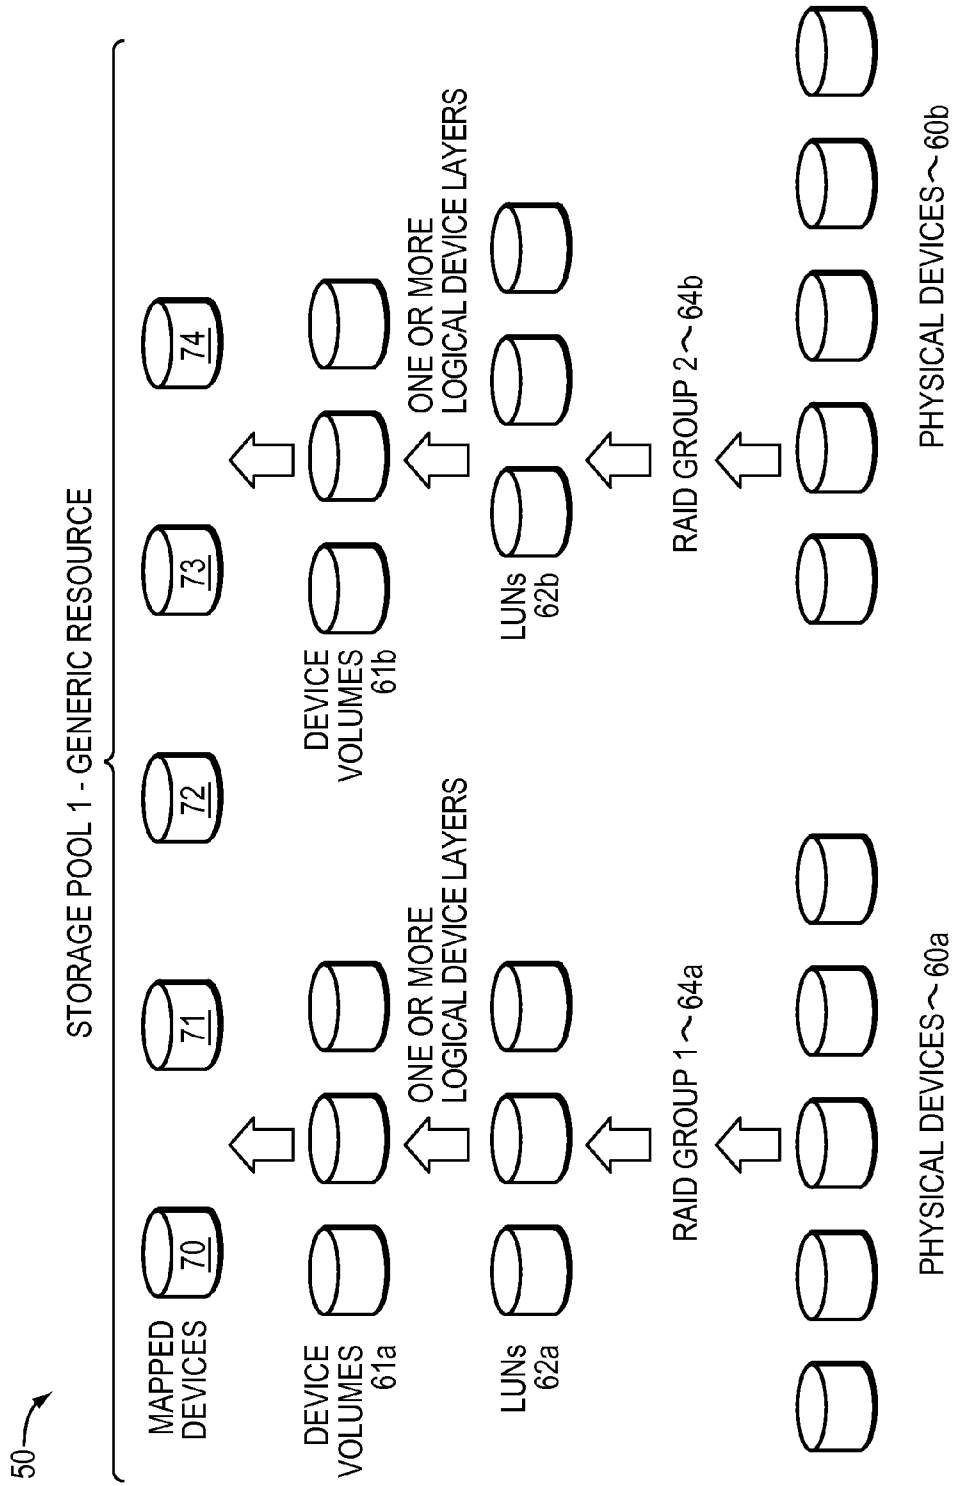 50
STORAGE POOL 1 - GENERIC RESOURCE
MAPPED
DEVICES
70
71
72
73
74
DEVICE
VOLUMES
61a
DEVICE
VOLUMES
61b
ONE OR MORE
LOGICAL DEVICE LAYERS
ONE OR MORE
LOGICAL DEVICE LAYERS
LUNs
62a
LUNs
62b
RAID GROUP 1~64a
RAID GROUP 2~64b
PHYSICAL DEVICES~60a
PHYSICAL DEVICES~60b